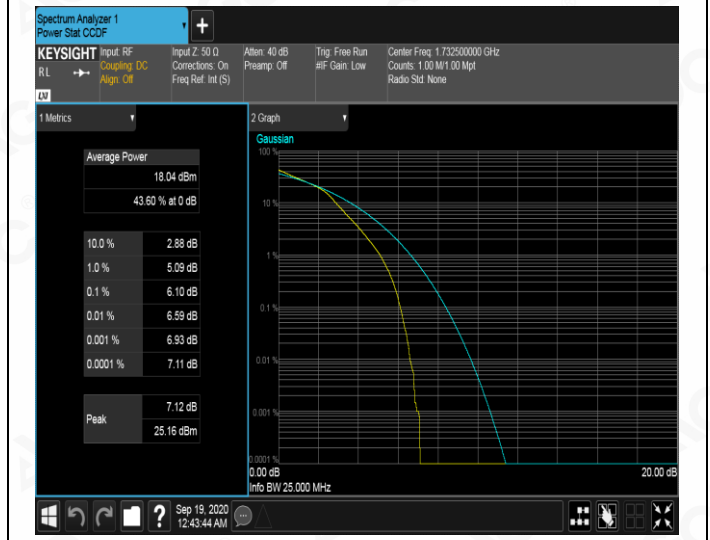 Spectrum Analyzer 1
Power Stat CCDF
KEYSIGHT
RL
LXI
Input: RF
Coupling: DC
Align: Off
Input Z: 50 Ω
Corrections: On
Freq Ref: Int (S)
Atten: 40 dB
Preamp: Off
Trig: Free Run
#IF Gain: Low
Center Freq: 1.732500000 GHz
Counts: 1.00 M/1.00 Mpt
Radio Std: None
1 Metrics
Average Power
18.04 dBm
43.60 % at 0 dB
10.0 % 2.88 dB
1.0 % 5.09 dB
0.1 % 6.10 dB
0.01 % 6.59 dB
0.001 % 6.93 dB
0.0001 % 7.11 dB
Peak
7.12 dB
25.16 dBm
2 Graph
Gaussian
100 %
10 %
1 %
0.1 %
0.01 %
0.001 %
0.0001 %
0.00 dB
20.00 dB
Info BW 25.000 MHz
Sep 19, 2020
12:43:44 AM